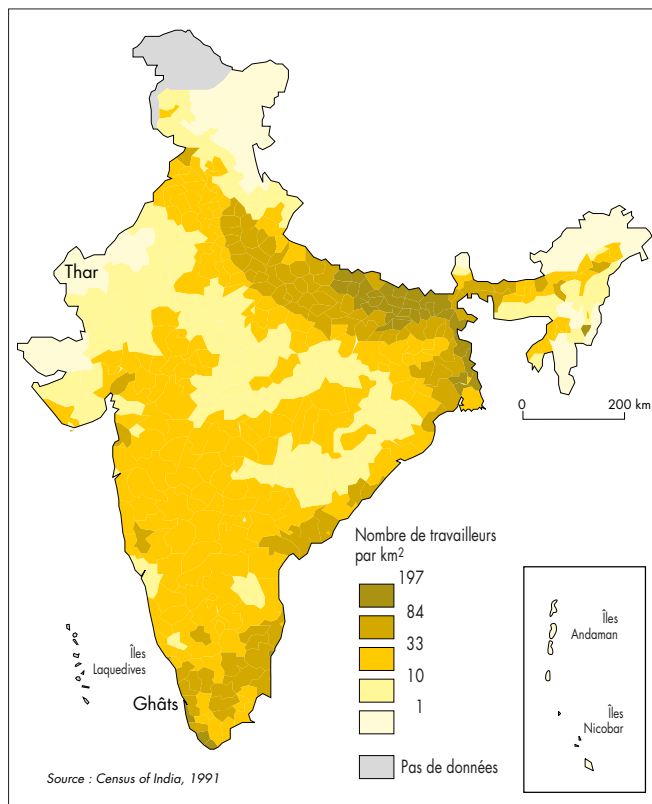 Thar
0
200 km
Nombre de travailleurs
par km²
197
84
33
10
1
Pas de données
Îles
Laquedives
Ghâts
Îles
Andaman
Îles
Nicobar
Source : Census of India, 1991